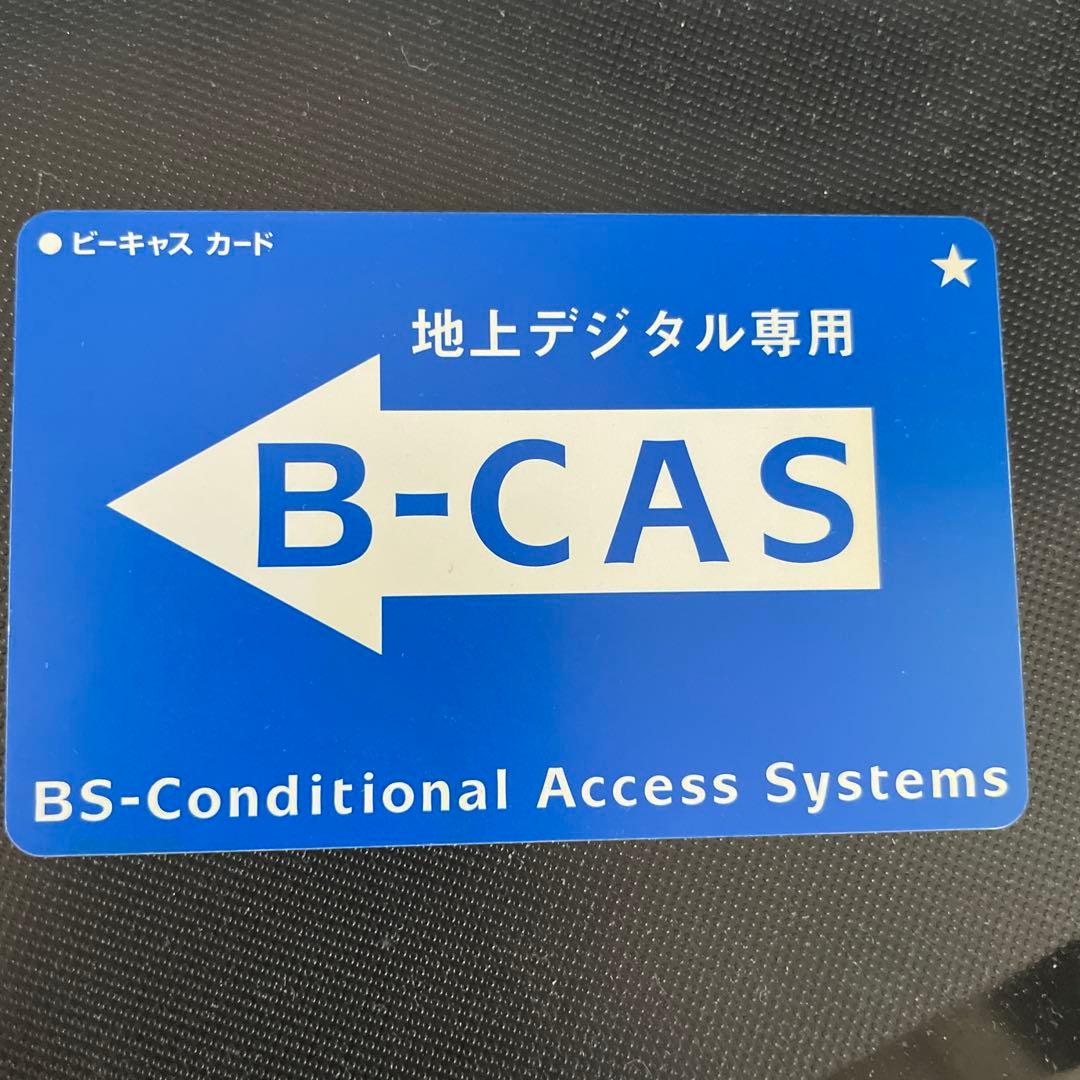 ●ビーキャス カード
★
地上デジタル専用
B-CAS
BS-Conditional Access Systems